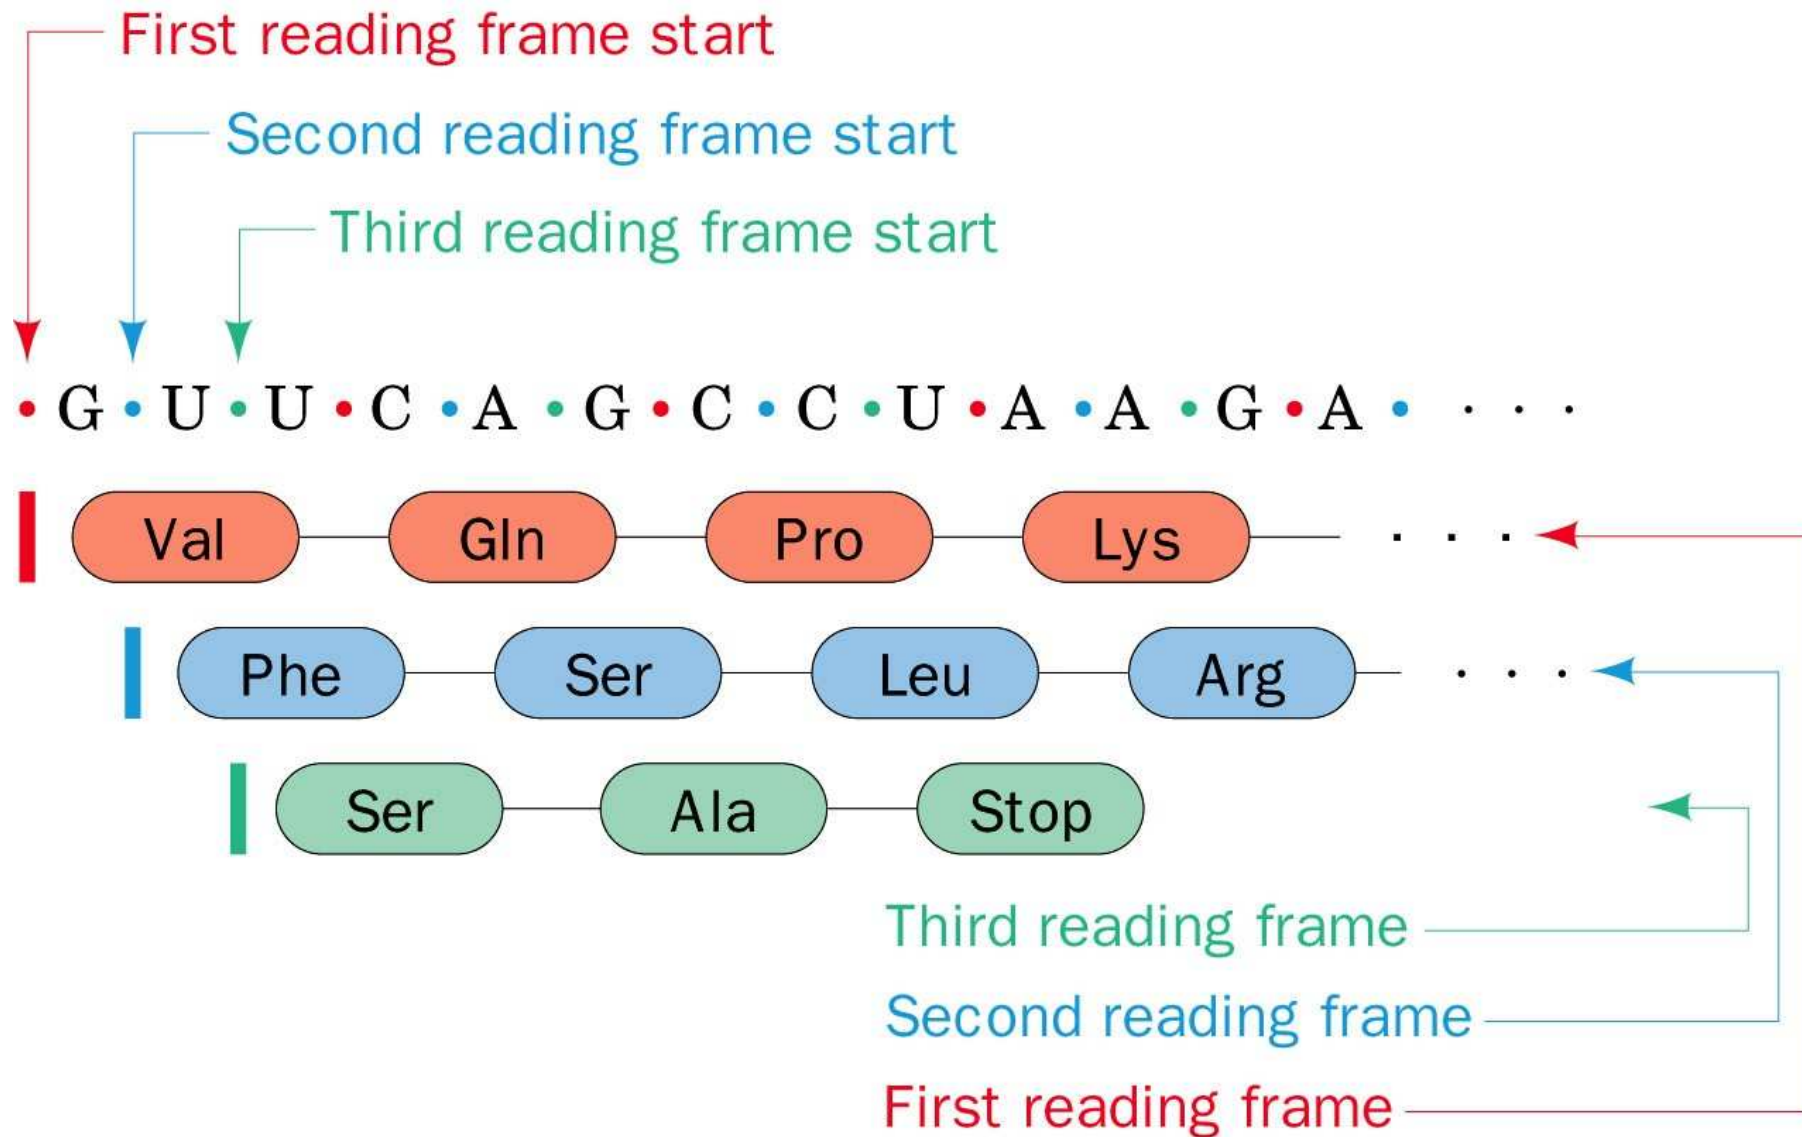 First reading frame start
Second reading frame start
Third reading frame start
• G • U • U • C • A • G • C • C • U • A • A • G • A • · · ·
Val Gln Pro Lys · · ·
Phe Ser Leu Arg · · ·
Ser Ala Stop
Third reading frame
Second reading frame
First reading frame